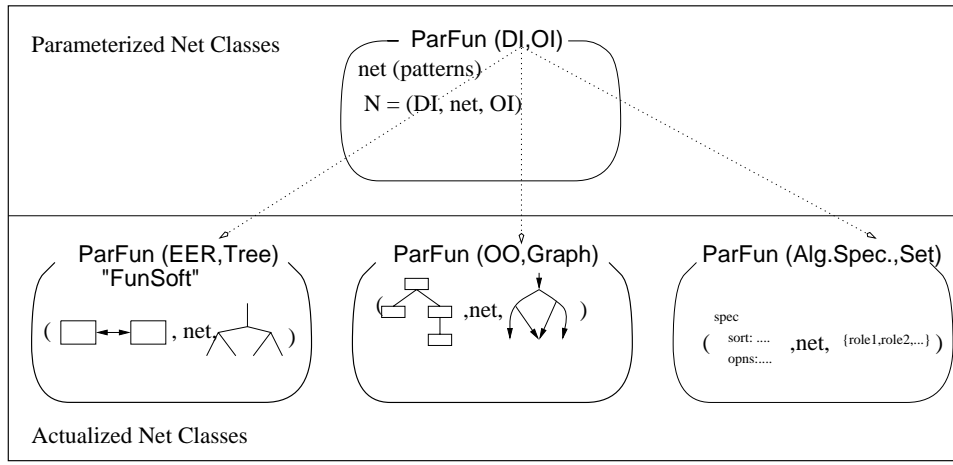 Parameterized Net Classes
ParFun (DI,OI)
net (patterns)
N = (DI, net, OI)
ParFun (EER,Tree)
"FunSoft"
( , net, )
ParFun (OO,Graph)
( ,net, )
ParFun (Alg.Spec.,Set)
spec
( sort: .... ,net, {role1,role2,...} )
opns:....
Actualized Net Classes